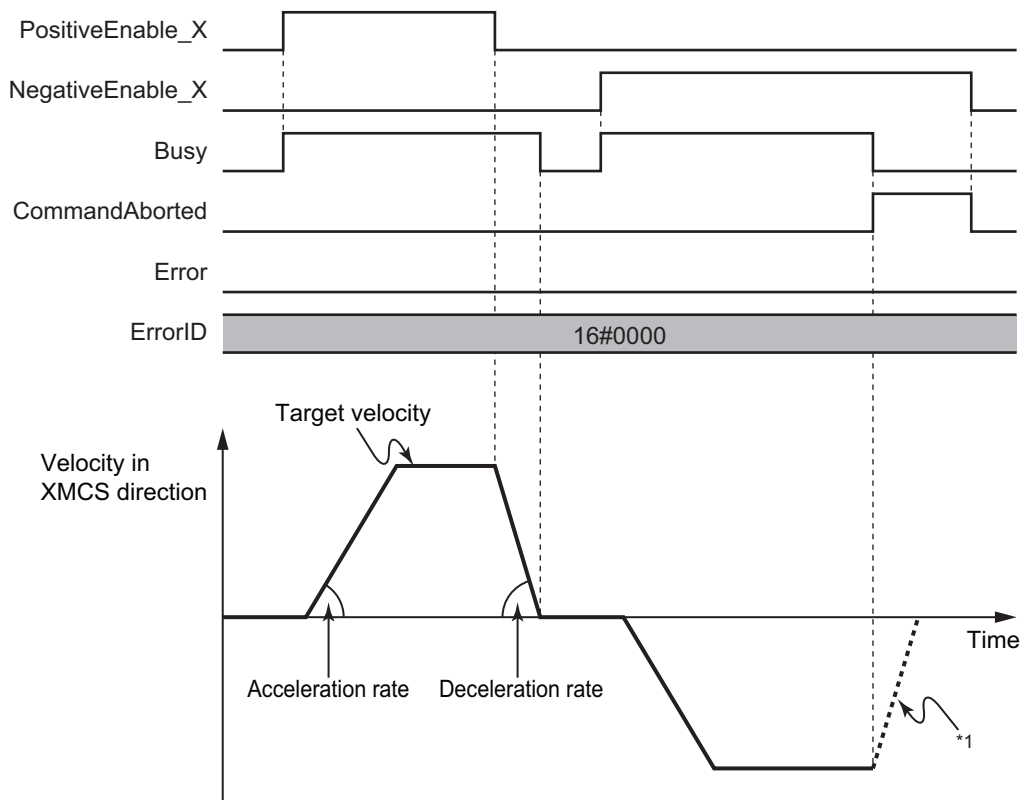 PositiveEnable_X
NegativeEnable_X
Busy
CommandAborted
Error
ErrorID
16#0000
Target velocity
Velocity in
XMCS direction
Time
Acceleration rate
Deceleration rate
*1